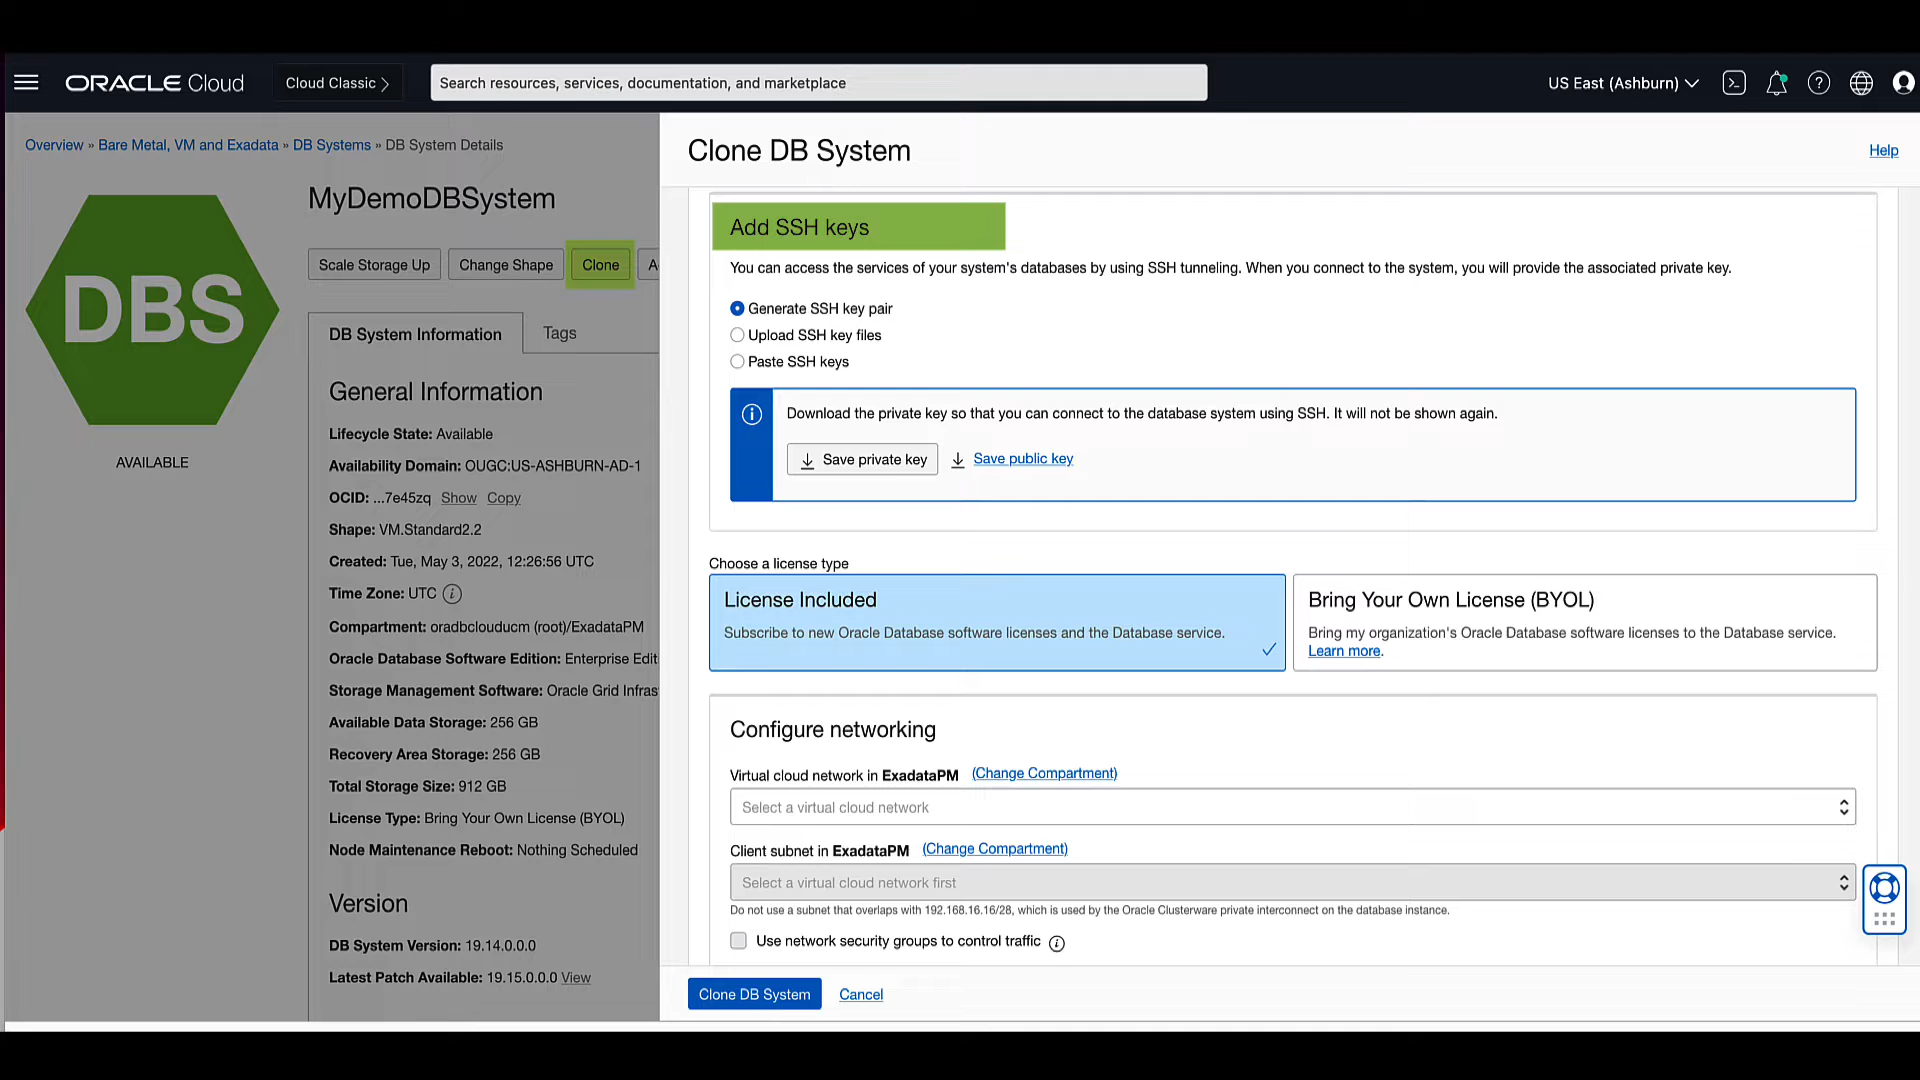 ORACLE Cloud
Cloud Classic
Search resources, services, documentation, and marketplace
US East (Ashburn)
Overview » Bare Metal, VM and Exadata » DB Systems » DB System Details
DBS
AVAILABLE
MyDemoDBSystem
Scale Storage Up
Change Shape
Clone
DB System Information
Tags
General Information
Lifecycle State: Available
Availability Domain: OUGC:US-ASHBURN-AD-1
OCID: ...7e45zq Show Copy
Shape: VM.Standard2.2
Created: Tue, May 3, 2022, 12:26:56 UTC
Time Zone: UTC
Compartment: oradbclouducm (root)/ExadataPM
Oracle Database Software Edition: Enterprise Edit
Storage Management Software: Oracle Grid Infras
Available Data Storage: 256 GB
Recovery Area Storage: 256 GB
Total Storage Size: 912 GB
License Type: Bring Your Own License (BYOL)
Node Maintenance Reboot: Nothing Scheduled
Version
DB System Version: 19.14.0.0.0
Latest Patch Available: 19.15.0.0.0 View
Clone DB System
Help
Add SSH keys
You can access the services of your system's databases by using SSH tunneling. When you connect to the system, you will provide the associated private key.
Generate SSH key pair
Upload SSH key files
Paste SSH keys
Download the private key so that you can connect to the database system using SSH. It will not be shown again.
Save private key
Save public key
Choose a license type
License Included
Subscribe to new Oracle Database software licenses and the Database service.
Bring Your Own License (BYOL)
Bring my organization's Oracle Database software licenses to the Database service.
Learn more.
Configure networking
Virtual cloud network in ExadataPM (Change Compartment)
Select a virtual cloud network
Client subnet in ExadataPM (Change Compartment)
Select a virtual cloud network first
Do not use a subnet that overlaps with 192.168.16.16/28, which is used by the Oracle Clusterware private interconnect on the database instance.
Use network security groups to control traffic
Clone DB System
Cancel